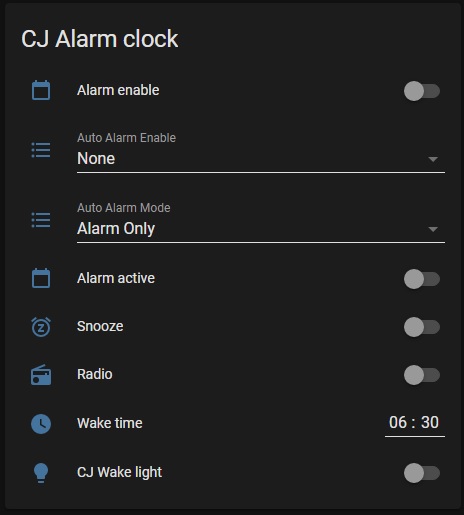 CJ Alarm clock
Alarm enable
Auto Alarm Enable
None
Auto Alarm Mode
Alarm Only
Alarm active
Snooze
Radio
Wake time 06 : 30
CJ Wake light